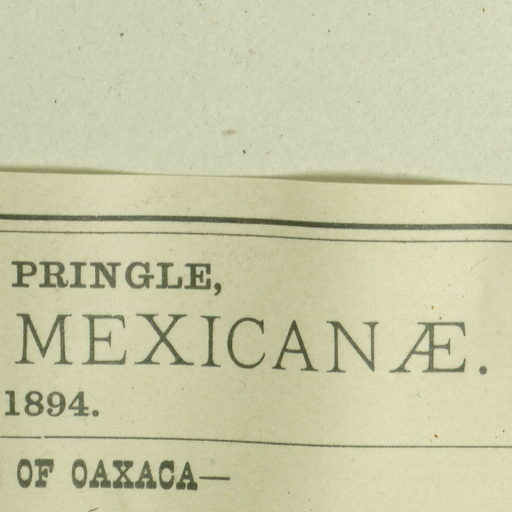 PRINGLE,
MEXICANÆ.
1894.
OF OAXACA—